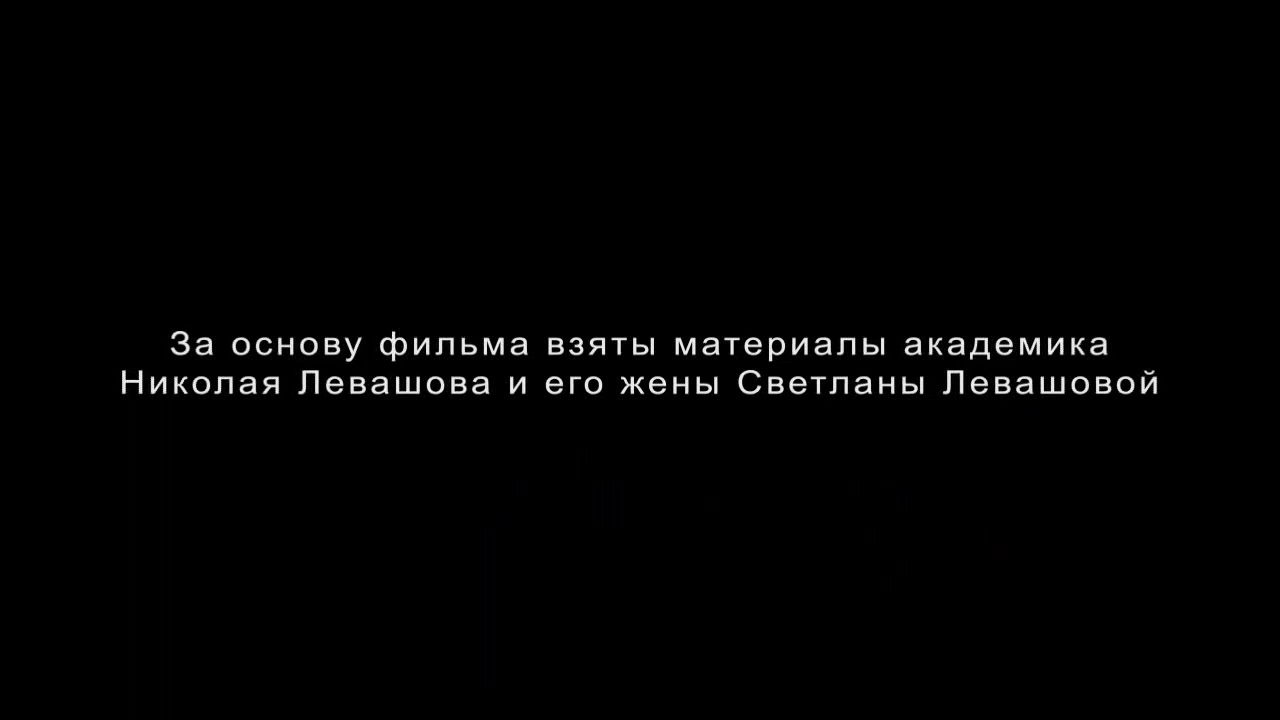 За основу фильма взяты материалы академика
Николая Левашова и его жены Светланы Левашовой